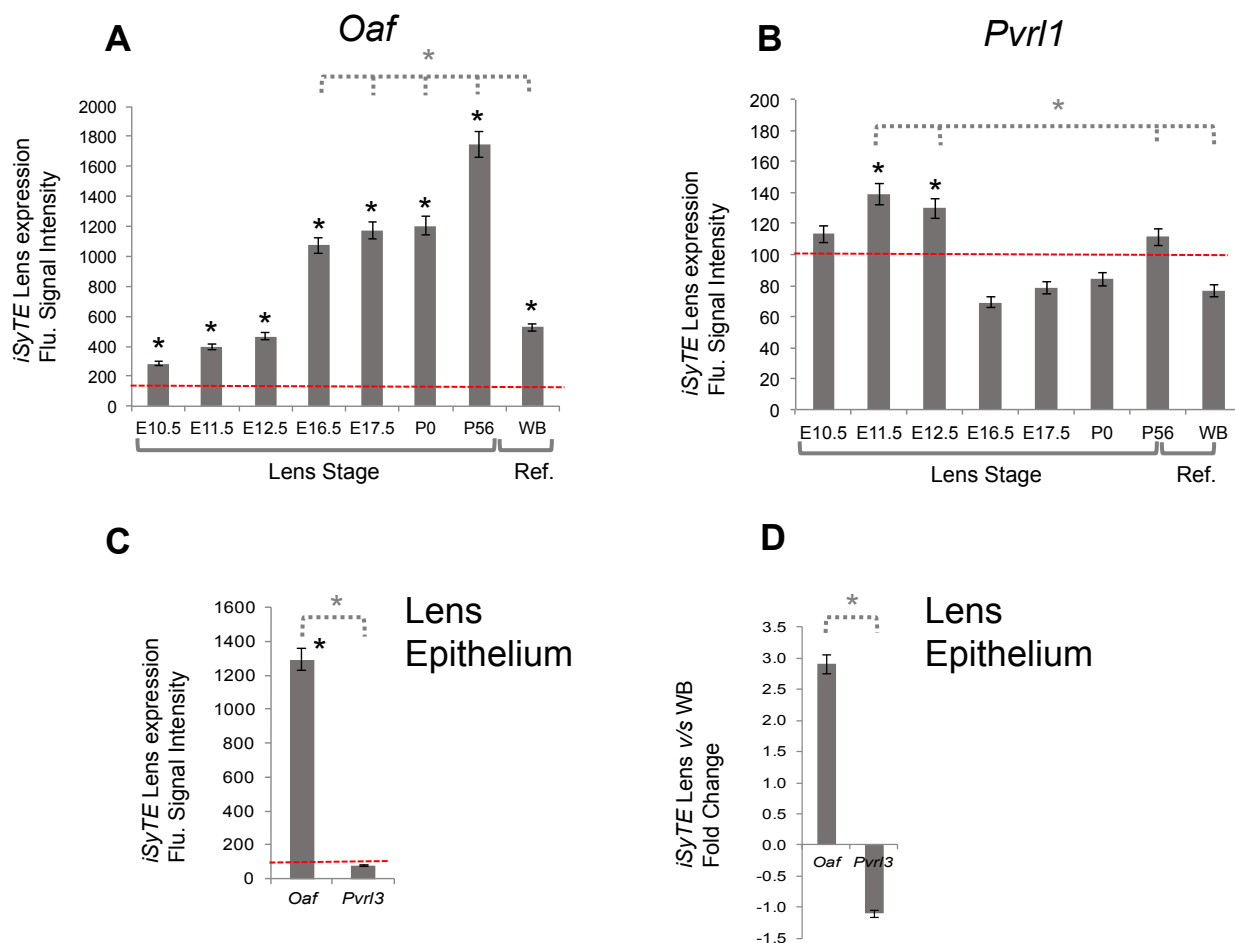 A
Oaf
*
iSyTE Lens expression
Flu. Signal Intensity
2000
1800
1600
1400
1200
1000
800
600
400
200
0
* * * * * * * *
E10.5 E11.5 E12.5 E16.5 E17.5 P0 P56 WB
Lens Stage Ref.
B
Pvrl1
*
iSyTE Lens expression
Flu. Signal Intensity
200
180
160
140
120
100
80
60
40
20
0
* *
E10.5 E11.5 E12.5 E16.5 E17.5 P0 P56 WB
Lens Stage Ref.
C
Lens
Epithelium
*
*
iSyTE Lens expression
Flu. Signal Intensity
1600
1400
1200
1000
800
600
400
200
0
Oaf Pvrl3
D
Lens
Epithelium
*
iSyTE Lens v/s WB
Fold Change
3.5
3.0
2.5
2.0
1.5
1.0
0.5
0.0
-0.5
-1.0
-1.5
Oaf Pvrl3